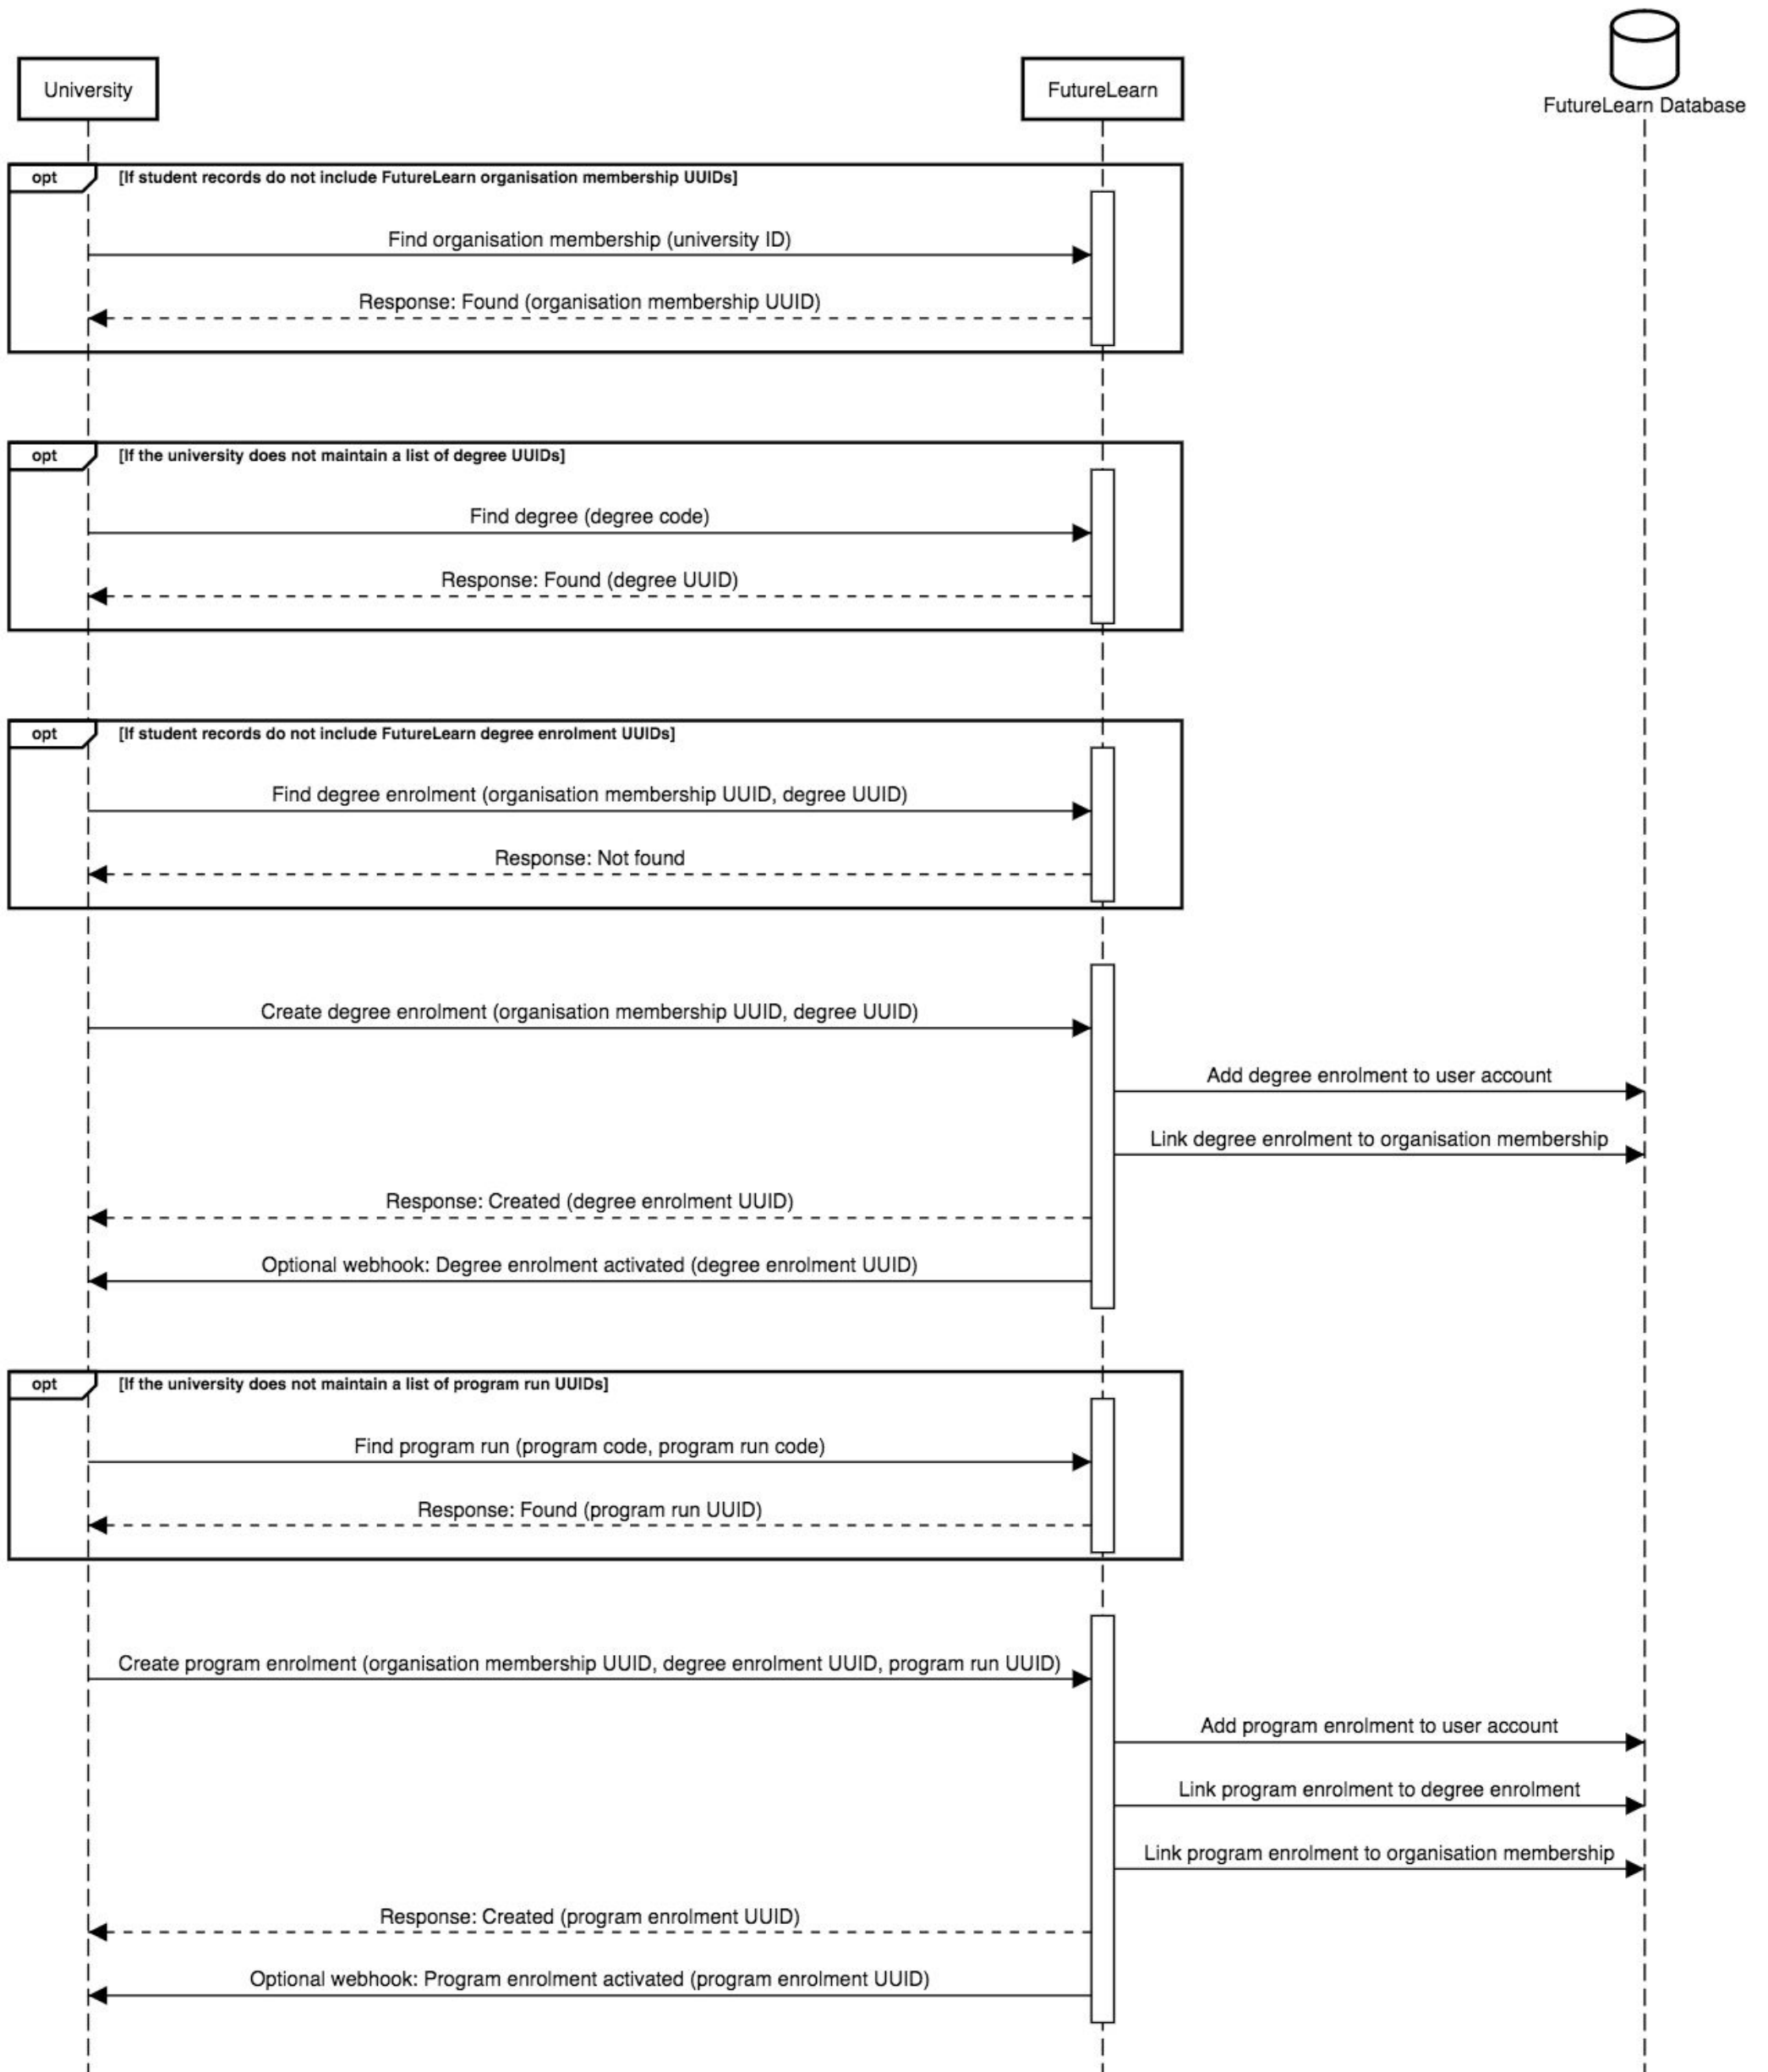 University
FutureLearn
FutureLearn Database
opt
[If student records do not include FutureLearn organisation membership UUIDs]
Find organisation membership (university ID)
Response: Found (organisation membership UUID)
opt
[If the university does not maintain a list of degree UUIDs]
Find degree (degree code)
Response: Found (degree UUID)
opt
[If student records do not include FutureLearn degree enrolment UUIDs]
Find degree enrolment (organisation membership UUID, degree UUID)
Response: Not found
Create degree enrolment (organisation membership UUID, degree UUID)
Add degree enrolment to user account
Link degree enrolment to organisation membership
Response: Created (degree enrolment UUID)
Optional webhook: Degree enrolment activated (degree enrolment UUID)
opt
[If the university does not maintain a list of program run UUIDs]
Find program run (program code, program run code)
Response: Found (program run UUID)
Create program enrolment (organisation membership UUID, degree enrolment UUID, program run UUID)
Add program enrolment to user account
Link program enrolment to degree enrolment
Link program enrolment to organisation membership
Response: Created (program enrolment UUID)
Optional webhook: Program enrolment activated (program enrolment UUID)